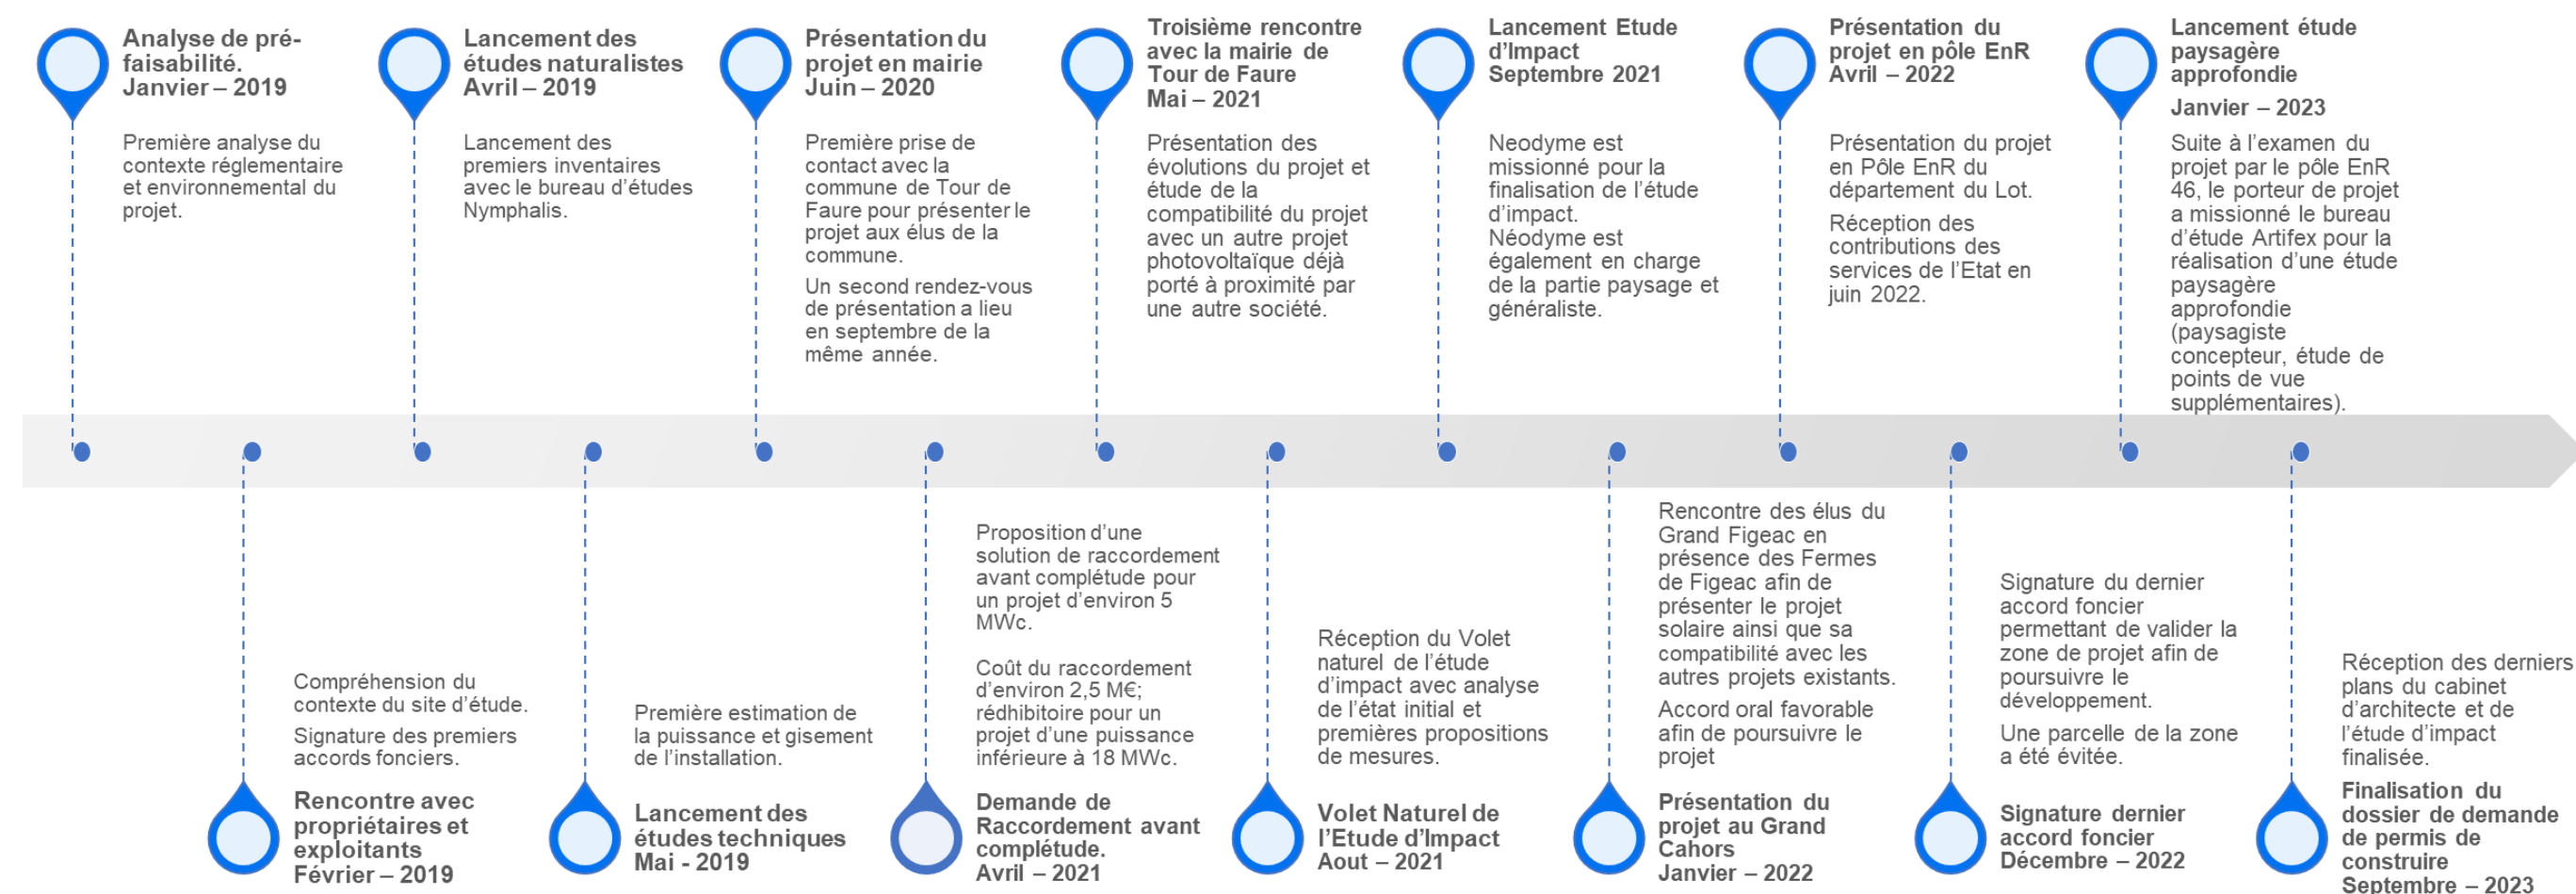 Analyse de pré-
faisabilité.
Janvier – 2019
Première analyse du
contexte réglementaire
et environnemental du
projet.
Lancement des
études naturalistes
Avril – 2019
Lancement des
premiers inventaires
avec le bureau d’études
Nymphalis.
Présentation du
projet en mairie
Juin – 2020
Première prise de
contact avec la
commune de Tour de
Faure pour présenter le
projet aux élus de la
commune.
Un second rendez-vous
de présentation a lieu
en septembre de la
même année.
Troisième rencontre
avec la mairie de
Tour de Faure
Mai – 2021
Présentation des
évolutions du projet et
étude de la
compatibilité du projet
avec un autre projet
photovoltaïque déjà
porté à proximité par
une autre société.
Lancement Etude
d’Impact
Septembre 2021
Neodyme est
missionné pour la
finalisation de l’étude
d’impact.
Néodyme est
également en charge
de la partie paysage et
généraliste.
Présentation du
projet en pôle EnR
Avril – 2022
Présentation du projet
en Pôle EnR du
département du Lot.
Réception des
contributions des
services de l’Etat en
juin 2022.
Lancement étude
paysagère
approfondie
Janvier – 2023
Suite à l’examen du
projet par le pôle EnR
46, le porteur de projet
a missionné le bureau
d’étude Artifex pour la
réalisation d’une étude
paysagère
approfondie
(paysagiste
concepteur, étude de
points de vue
supplémentaires).
Compréhension du
contexte du site d’étude.
Signature des premiers
accords fonciers.
Rencontre avec
propriétaires et
exploitants
Février – 2019
Première estimation de
la puissance et gisement
de l’installation.
Lancement des
études techniques
Mai - 2019
Proposition d’une
solution de raccordement
avant complétude pour
un projet d’environ 5
MWc.
Coût du raccordement
d’environ 2,5 M€;
rédhibitoire pour un
projet d’une puissance
inférieure à 18 MWc.
Demande de
Raccordement avant
complétude.
Avril – 2021
Réception du Volet
naturel de l’étude
d’impact avec analyse
de l’état initial et
premières propositions
de mesures.
Volet Naturel de
l’Etude d’Impact
Aout – 2021
Rencontre des élus du
Grand Figeac en
présence des Fermes
de Figeac afin de
présenter le projet
solaire ainsi que sa
compatibilité avec les
autres projets existants.
Accord oral favorable
afin de poursuivre le
projet
Présentation du
projet au Grand
Cahors
Janvier – 2022
Signature du dernier
accord foncier
permettant de valider la
zone de projet afin de
poursuivre le
développement.
Une parcelle de la zone
a été évitée.
Signature dernier
accord foncier
Décembre – 2022
Réception des derniers
plans du cabinet
d’architecte et de
l’étude d’impact
finalisée.
Finalisation du
dossier de demande
de permis de
construire
Septembre – 2023